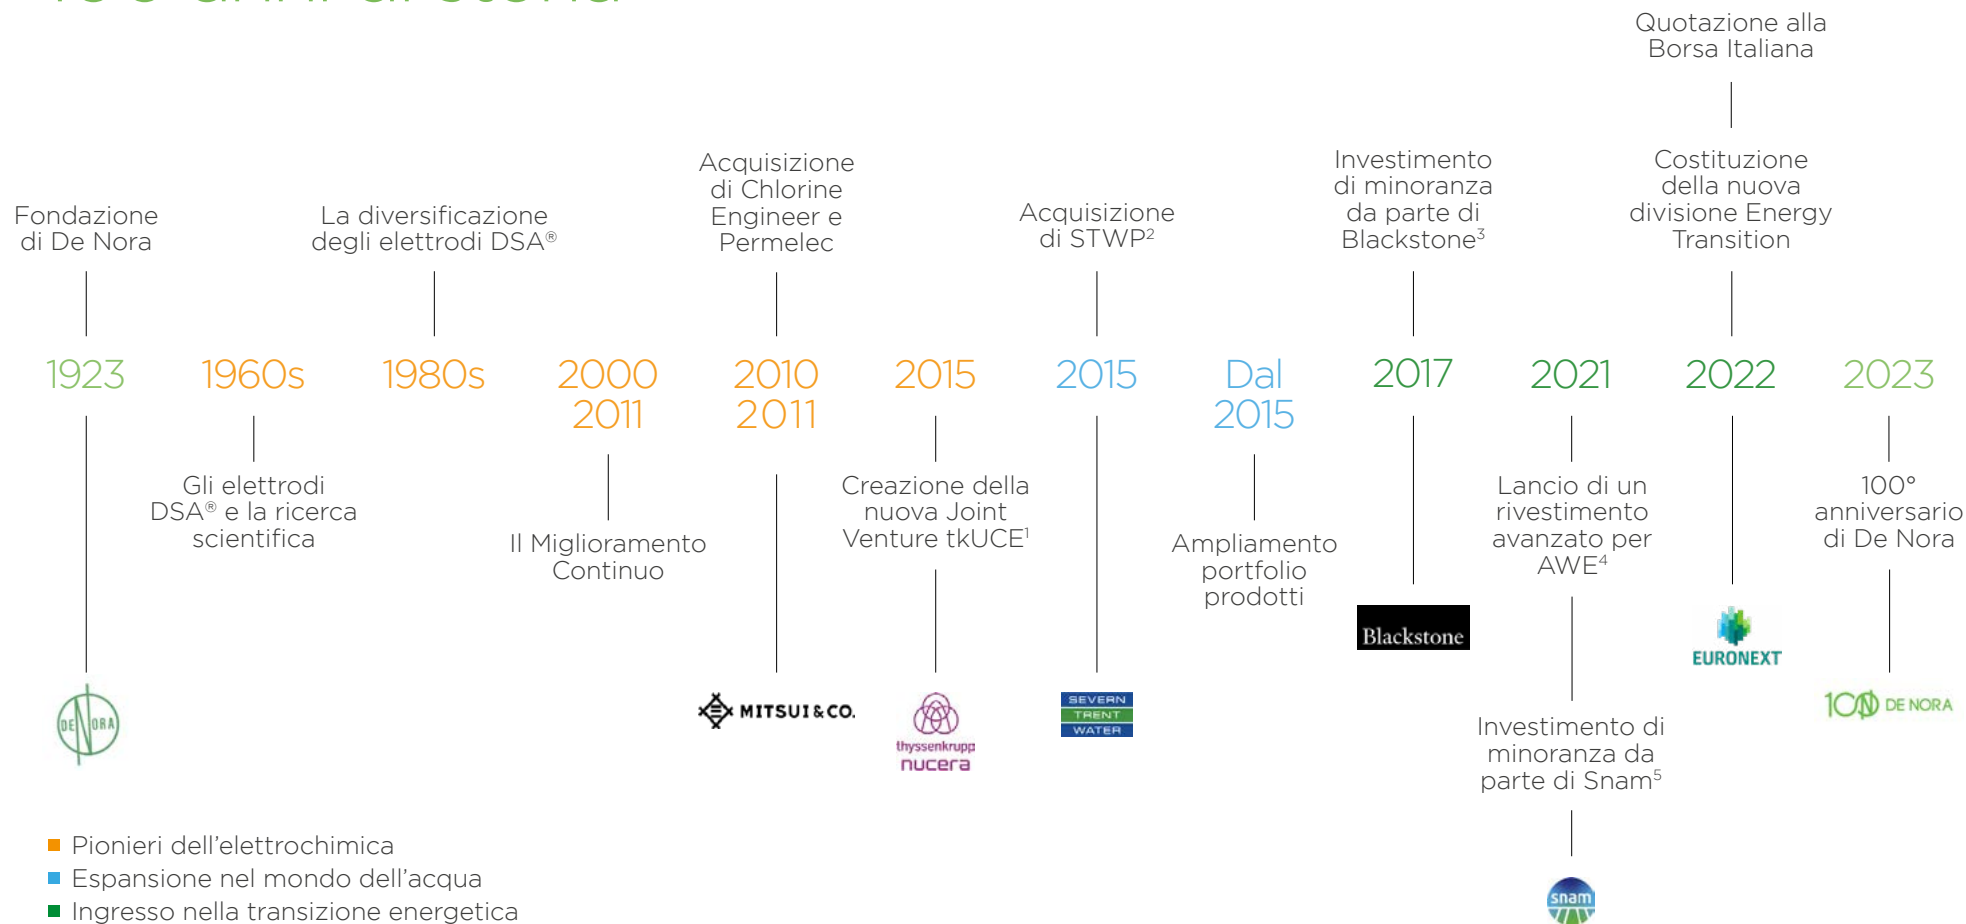 100 anni di storia
Quotazione alla
Borsa Italiana
Fondazione
di De Nora
La diversificazione
degli elettrodi DSA®
Acquisizione
di Chlorine
Engineer e
Permelec
Acquisizione
di STWP²
Investimento
di minoranza
da parte di
Blackstone³
Costituzione
della nuova
divisione Energy
Transition
1923
1960s
1980s
2000
2011
2010
2011
2015
2015
Dal
2015
2017
2021
2022
2023
Gli elettrodi
DSA® e la ricerca
scientifica
Il Miglioramento
Continuo
Creazione della
nuova Joint
Venture tkUCE¹
Ampliamento
portfolio
prodotti
Lancio di un
rivestimento
avanzato per
AWE⁴
100°
anniversario
di De Nora
DE NORA
MITSUI & CO.
thyssenkrupp
nucera
SEVERN
TRENT
WATER
Blackstone
EURONEXT
100 DE NORA
Investimento di
minoranza da
parte di Snam⁵
snam
Pionieri dell'elettrochimica
Espansione nel mondo dell'acqua
Ingresso nella transizione energetica